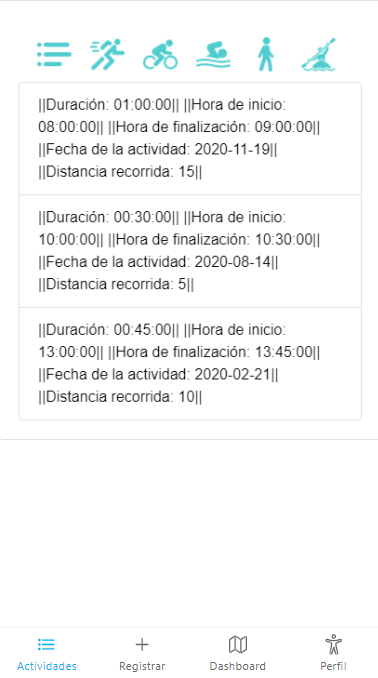 ||Duración: 01:00:00|| ||Hora de inicio:
08:00:00|| ||Hora de finalización: 09:00:00||
||Fecha de la actividad: 2020-11-19||
||Distancia recorrida: 15||
||Duración: 00:30:00|| ||Hora de inicio:
10:00:00|| ||Hora de finalización: 10:30:00||
||Fecha de la actividad: 2020-08-14||
||Distancia recorrida: 5||
||Duración: 00:45:00|| ||Hora de inicio:
13:00:00|| ||Hora de finalización: 13:45:00||
||Fecha de la actividad: 2020-02-21||
||Distancia recorrida: 10||
Actividades Registrar Dashboard Perfil